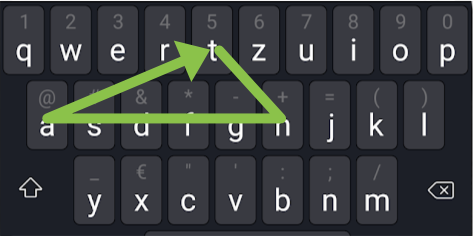 1 2 3 4 5 6 7 8 9 0
q w e r t z u i o p
@ # & * - + = ( )
a s d f g h j k l
_ € " ' : ; /
y x c v b n m